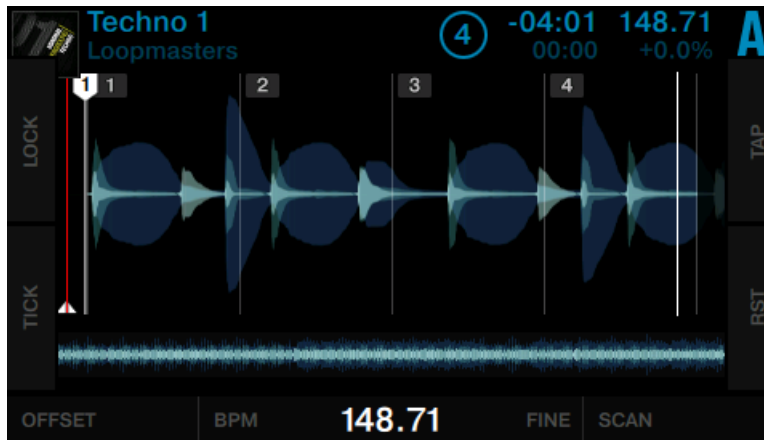 Techno 1
Loopmasters
4
-04:01
148.71
00:00
+0.0%
A
1
1
2
3
4
LOCK
TAP
TICK
RST
OFFSET
BPM
148.71
FINE
SCAN